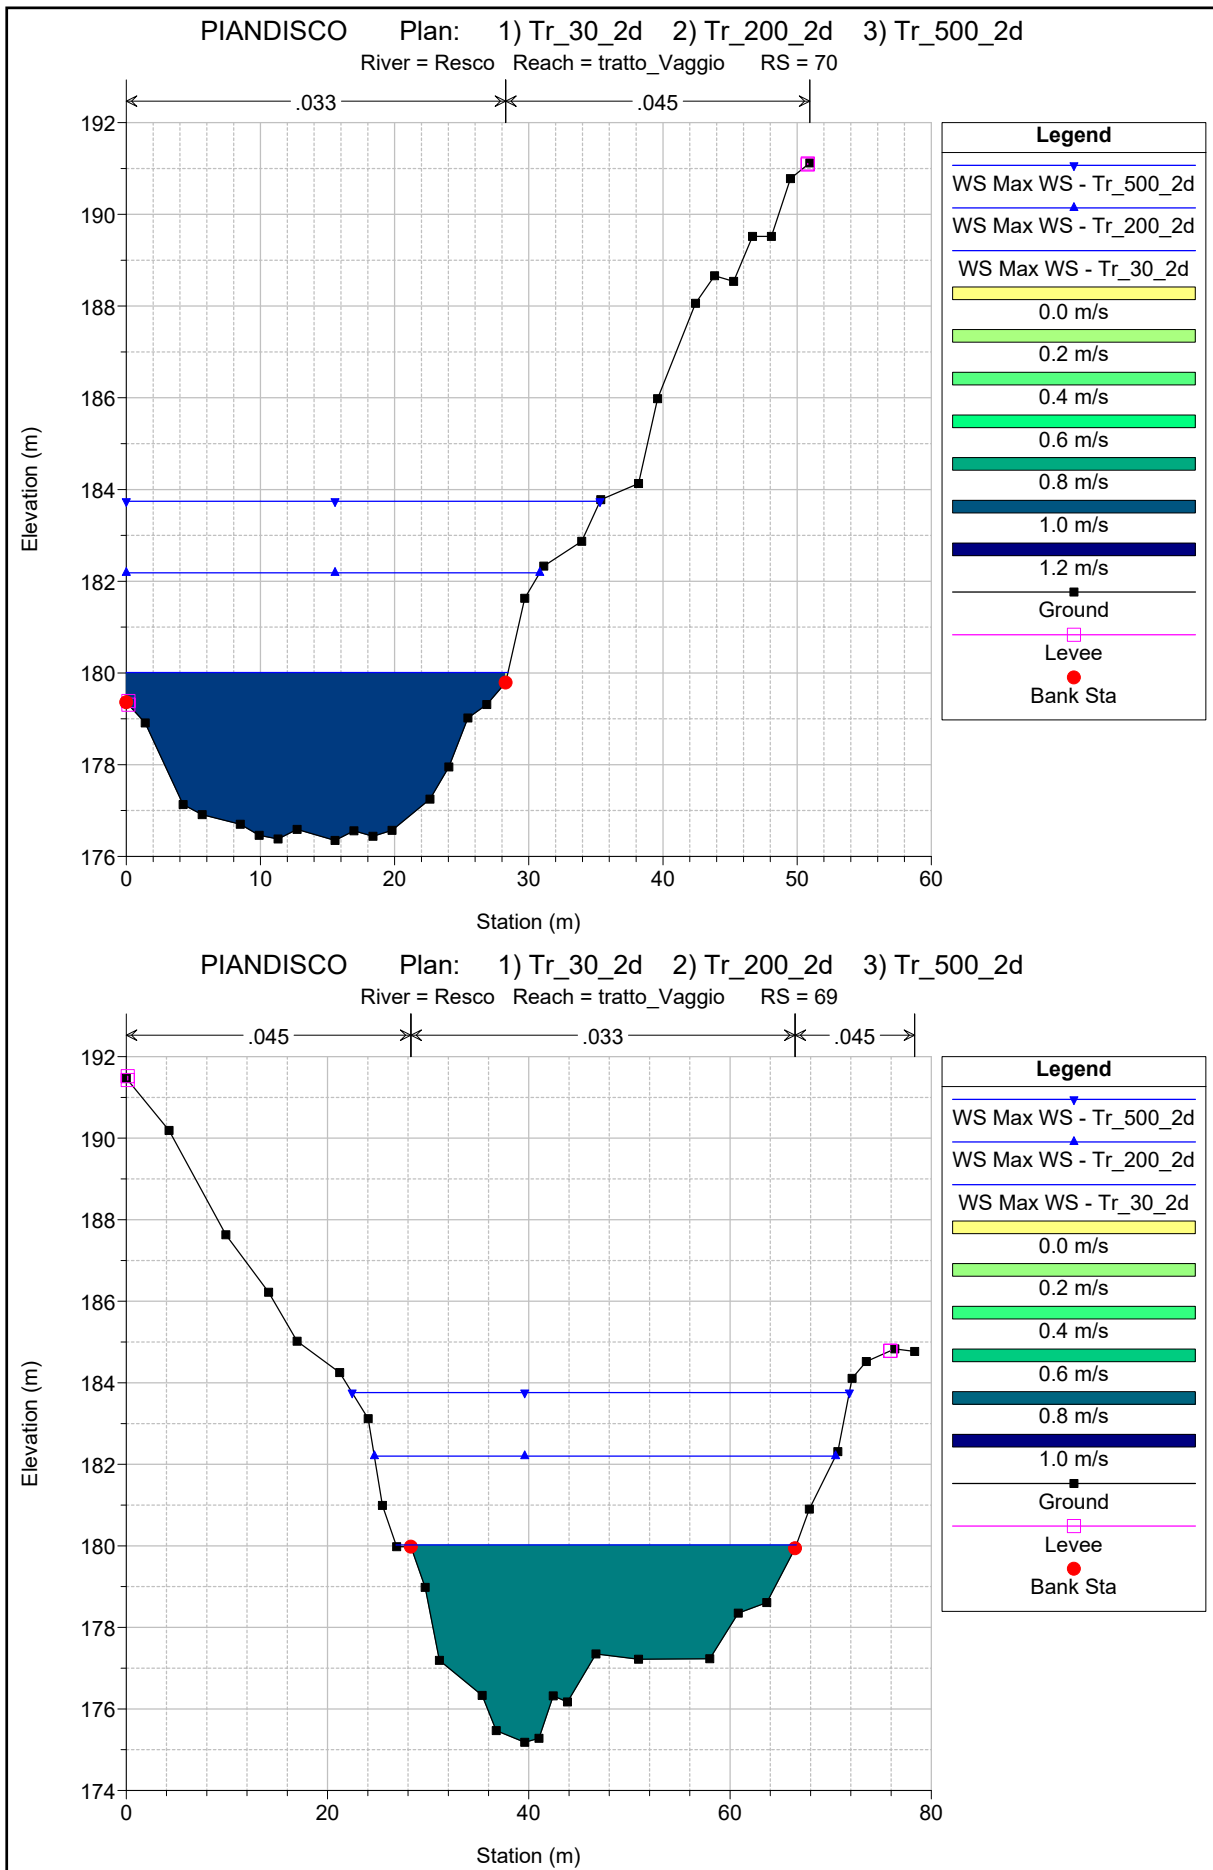 PIANDISCO Plan: 1) Tr_30_2d 2) Tr_200_2d 3) Tr_500_2d
River = Resco Reach = tratto_Vaggio RS = 70
.033 .045
192
190
188
186
184
182
180
178
176
Elevation (m)
0 10 20 30 40 50 60
Station (m)
Legend
WS Max WS - Tr_500_2d
WS Max WS - Tr_200_2d
WS Max WS - Tr_30_2d
0.0 m/s
0.2 m/s
0.4 m/s
0.6 m/s
0.8 m/s
1.0 m/s
1.2 m/s
Ground
Levee
Bank Sta
PIANDISCO Plan: 1) Tr_30_2d 2) Tr_200_2d 3) Tr_500_2d
River = Resco Reach = tratto_Vaggio RS = 69
.045 .033 .045
192
190
188
186
184
182
180
178
176
174
Elevation (m)
0 20 40 60 80
Station (m)
Legend
WS Max WS - Tr_500_2d
WS Max WS - Tr_200_2d
WS Max WS - Tr_30_2d
0.0 m/s
0.2 m/s
0.4 m/s
0.6 m/s
0.8 m/s
1.0 m/s
Ground
Levee
Bank Sta